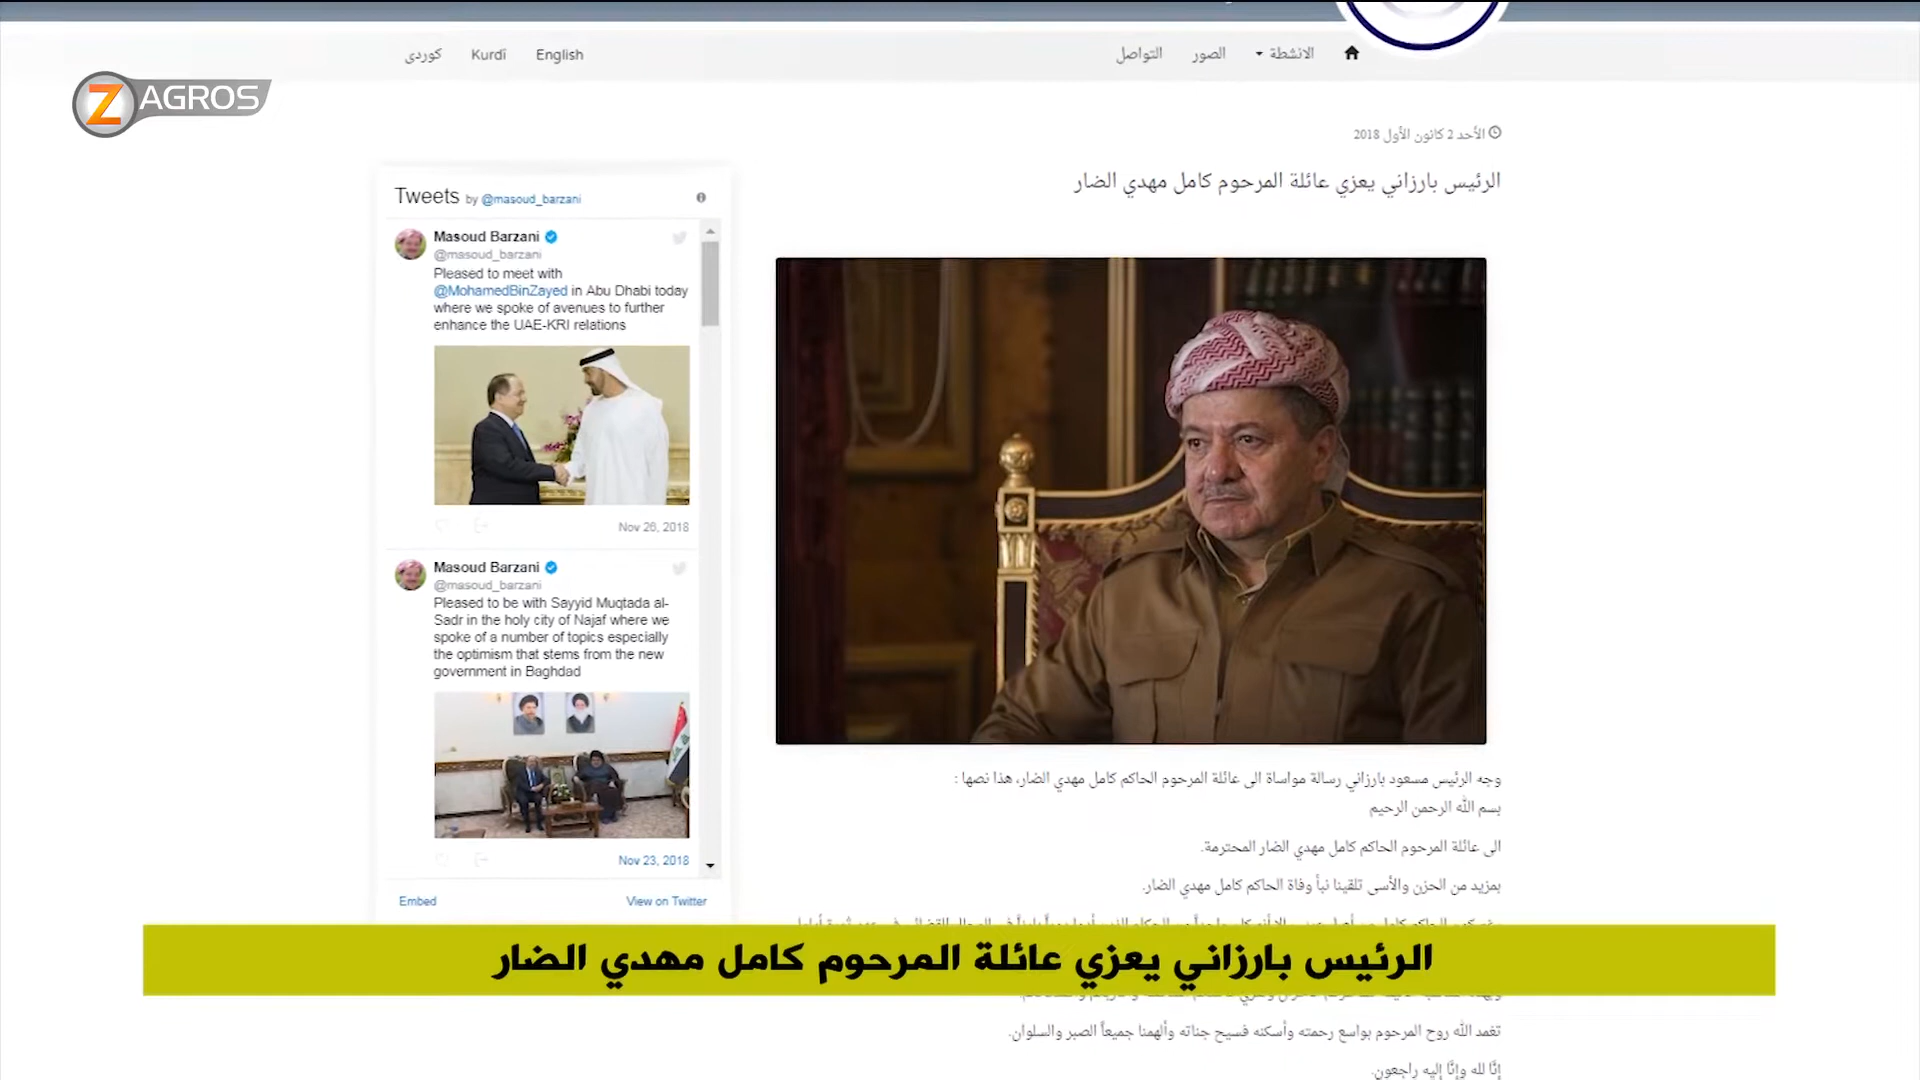 كوردى Kurdî English
الانشطة الصور التواصل
ZAGROS
الأحد 2 كانون الأول 2018
الرئيس بارزاني يعزي عائلة المرحوم كامل مهدي الضار
Tweets by @masoud_barzani
Masoud Barzani
@masoud_barzani
Pleased to meet with
@MohamedBinZayed in Abu Dhabi today
where we spoke of avenues to further
enhance the UAE-KRI relations
Nov 26, 2018
Masoud Barzani
@masoud_barzani
Pleased to be with Sayyid Muqtada al-
Sadr in the holy city of Najaf where we
spoke of a number of topics especially
the optimism that stems from the new
government in Baghdad
Nov 23, 2018
Embed View on Twitter
وجه الرئيس مسعود بارزاني رسالة مواساة الى عائلة المرحوم الحاكم كامل مهدي الضار، هذا نصها :
بسم الله الرحمن الرحيم
الى عائلة المرحوم الحاكم كامل مهدي الضار المحترمة.
بمزيد من الحزن والأسى تلقينا نبأ وفاة الحاكم كامل مهدي الضار.
الرئيس بارزاني يعزي عائلة المرحوم كامل مهدي الضار
تغمد الله روح المرحوم بواسع رحمته وأسكنه فسيح جناته وألهمنا جميعاً الصبر والسلوان.
إنَّا لله وإنَّا إليه راجعون.